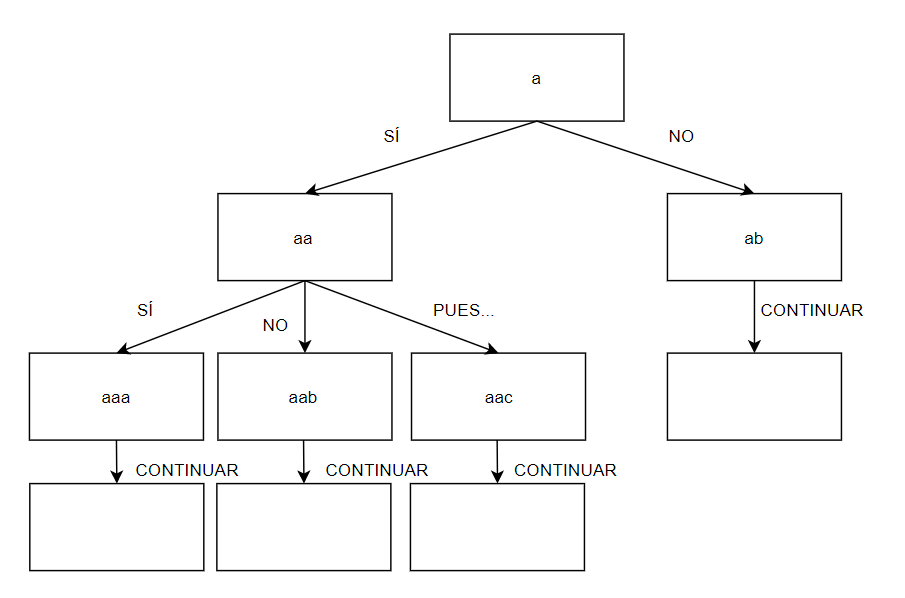 a
SÍ
NO
aa
ab
SÍ
NO
PUES...
CONTINUAR
aaa
aab
aac
CONTINUAR
CONTINUAR
CONTINUAR